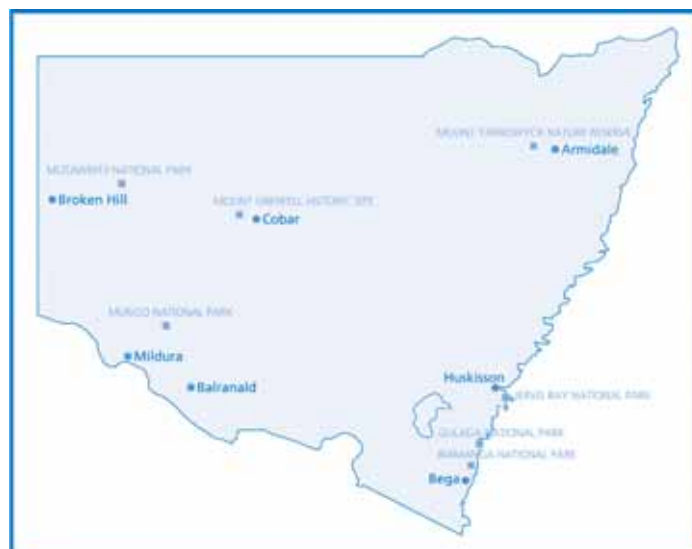 MOUNT YARROWYCK NATURE RESERVE
Armidale
MUTAWINTJI NATIONAL PARK
Broken Hill
MOUNT GRENFELL HISTORIC SITE
Cobar
MUNGO NATIONAL PARK
Mildura
Balranald
Huskisson
JERVIS BAY NATIONAL PARK
GULAGA NATIONAL PARK
BIAMANGA NATIONAL PARK
Bega